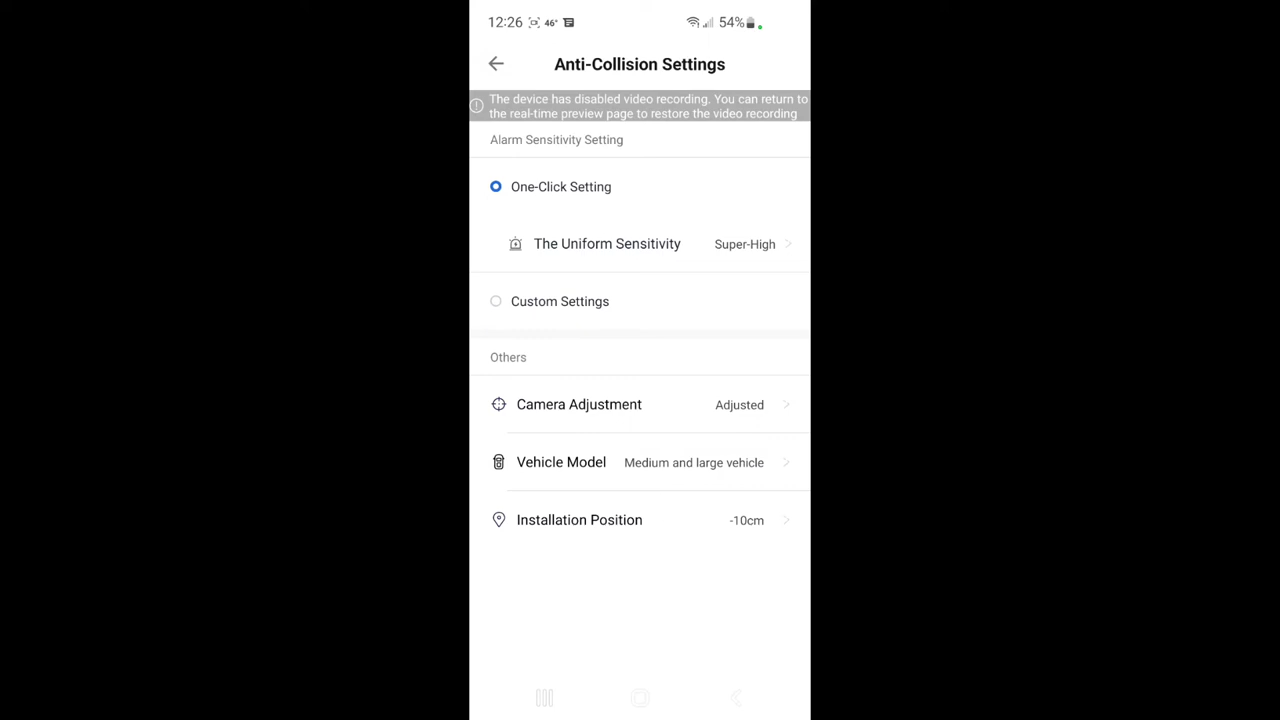 12:26 46° 54%
Anti-Collision Settings
The device has disabled video recording. You can return to
the real-time preview page to restore the video recording
Alarm Sensitivity Setting
One-Click Setting
The Uniform Sensitivity Super-High
Custom Settings
Others
Camera Adjustment Adjusted
Vehicle Model Medium and large vehicle
Installation Position -10cm